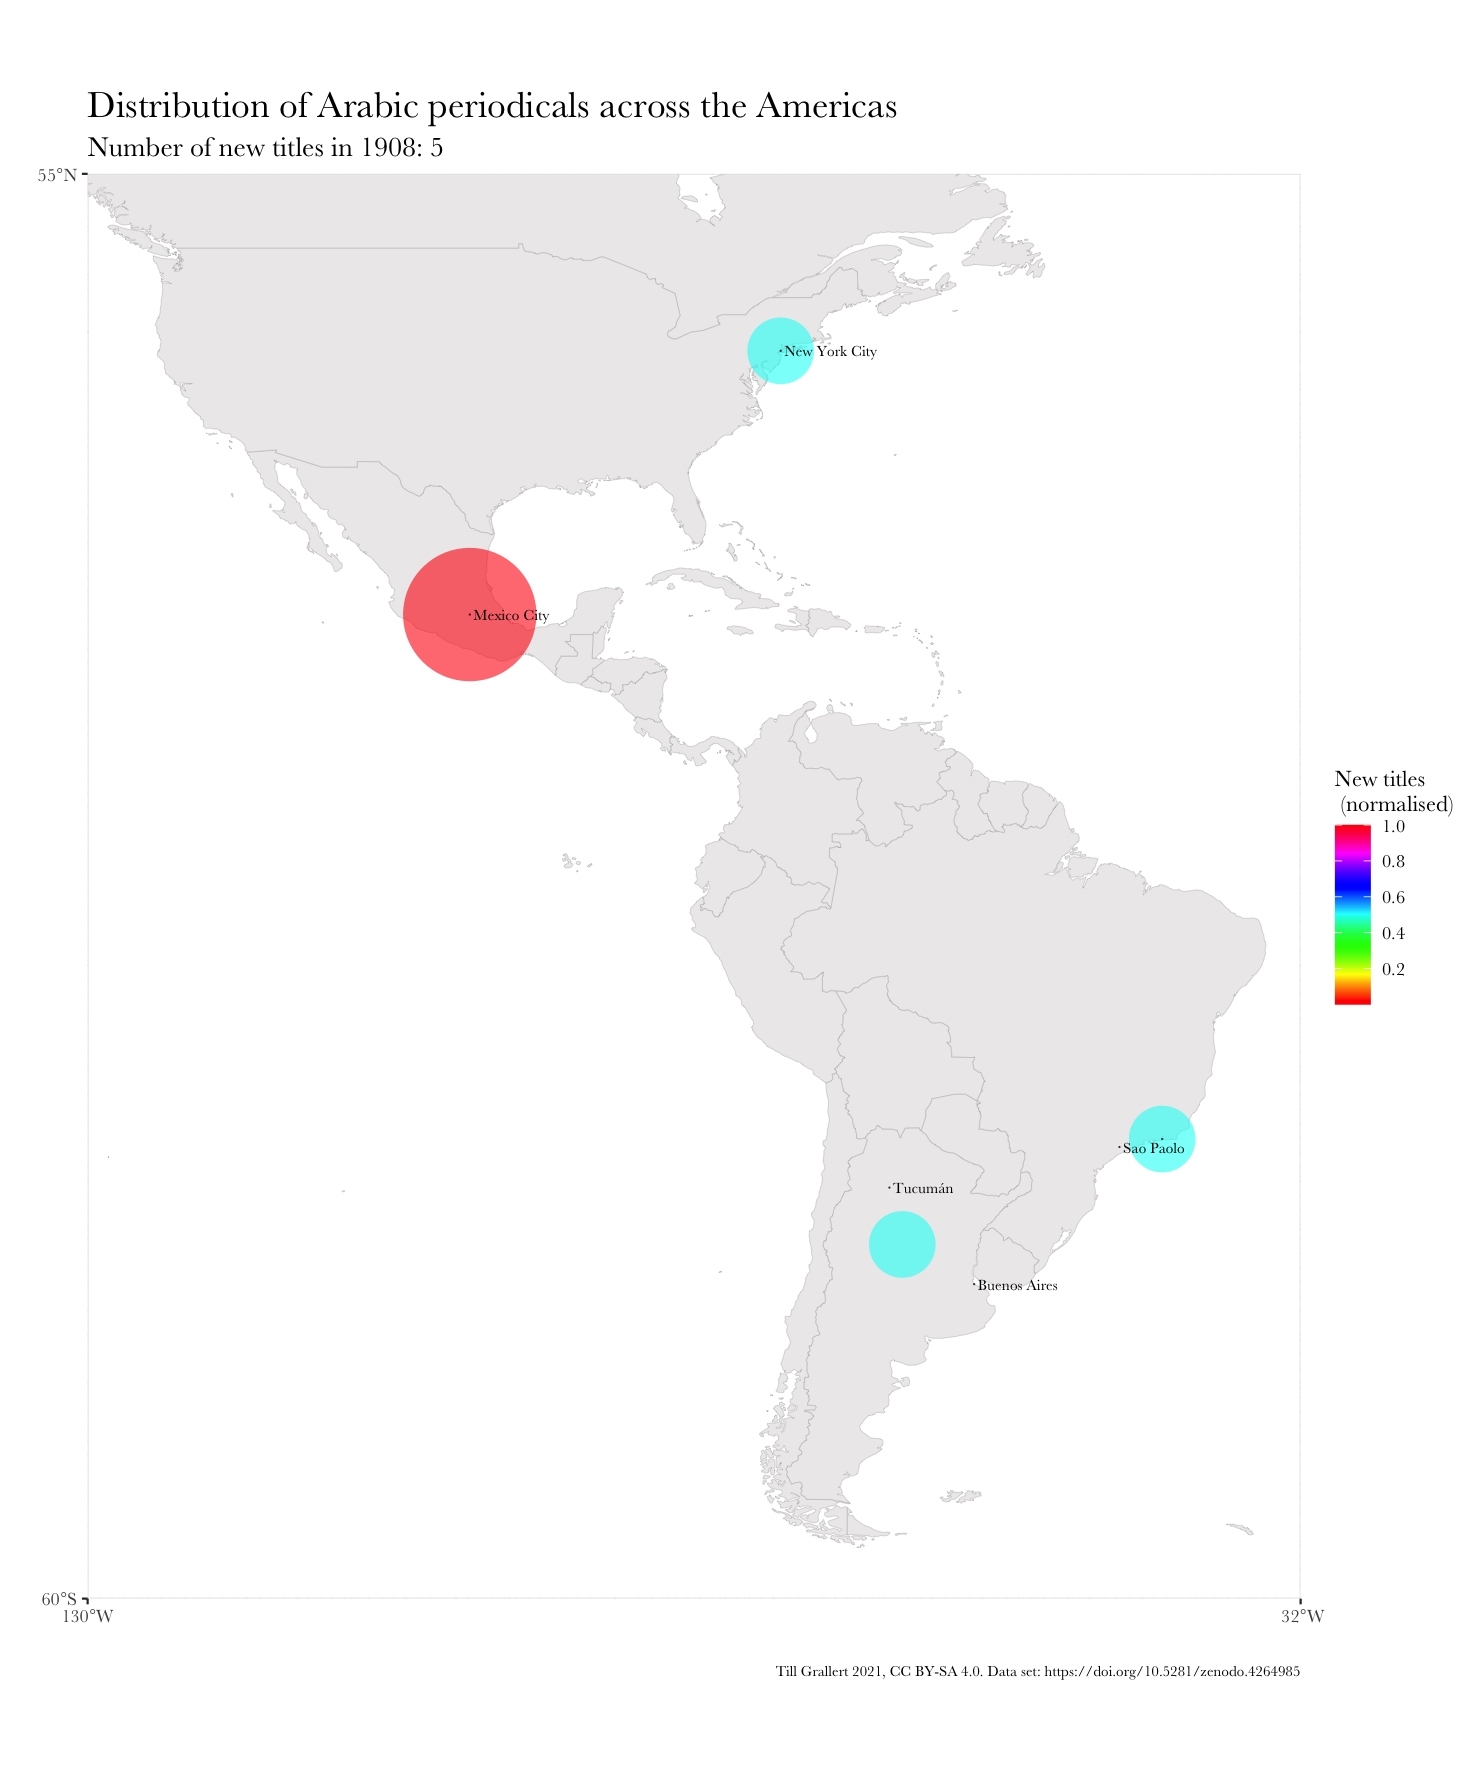 Distribution of Arabic periodicals across the Americas
Number of new titles in 1908: 5
55°N
New York City
Mexico City
New titles
(normalised)
1.0
0.8
0.6
0.4
0.2
Sao Paolo
Tucumán
Buenos Aires
60°S
130°W
32°W
Till Grallert 2021, CC BY-SA 4.0. Data set: https://doi.org/10.5281/zenodo.4264985